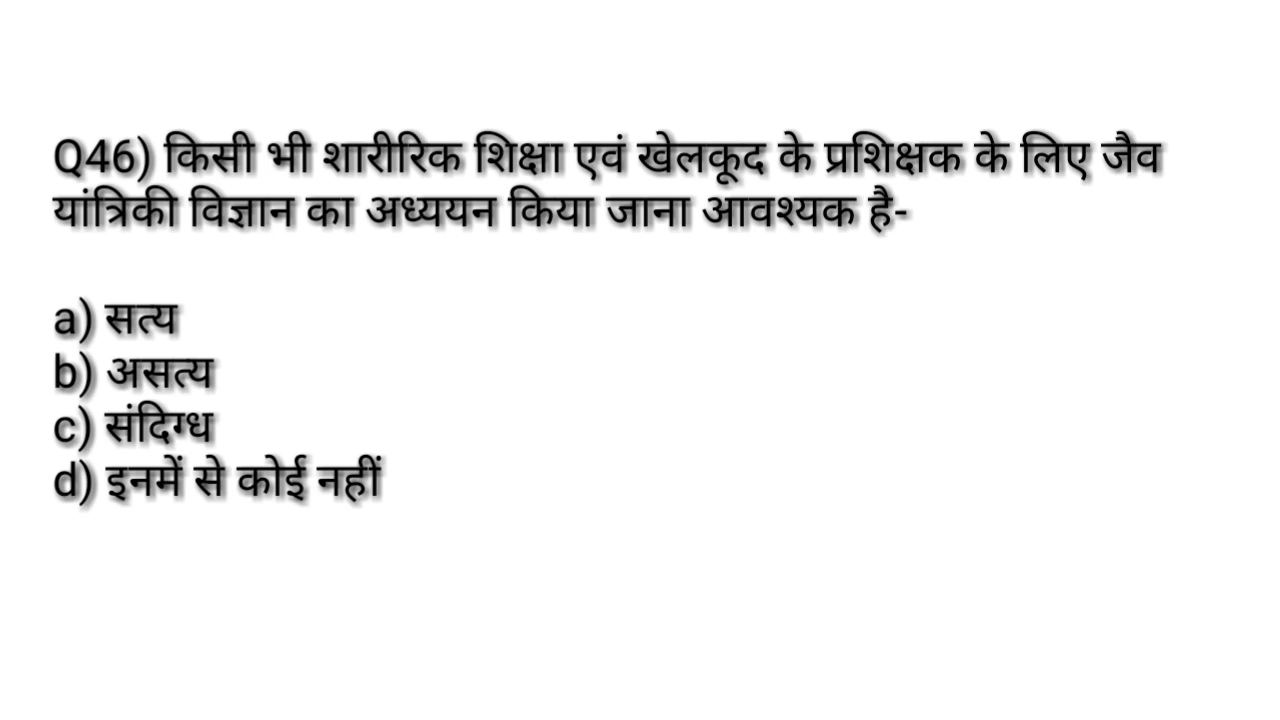 Q46) किसी भी शारीरिक शिक्षा एवं खेलकूद के प्रशिक्षक के लिए जैव
यांत्रिकी विज्ञान का अध्ययन किया जाना आवश्यक है-
a) सत्य
b) असत्य
c) संदिग्ध
d) इनमें से कोई नहीं